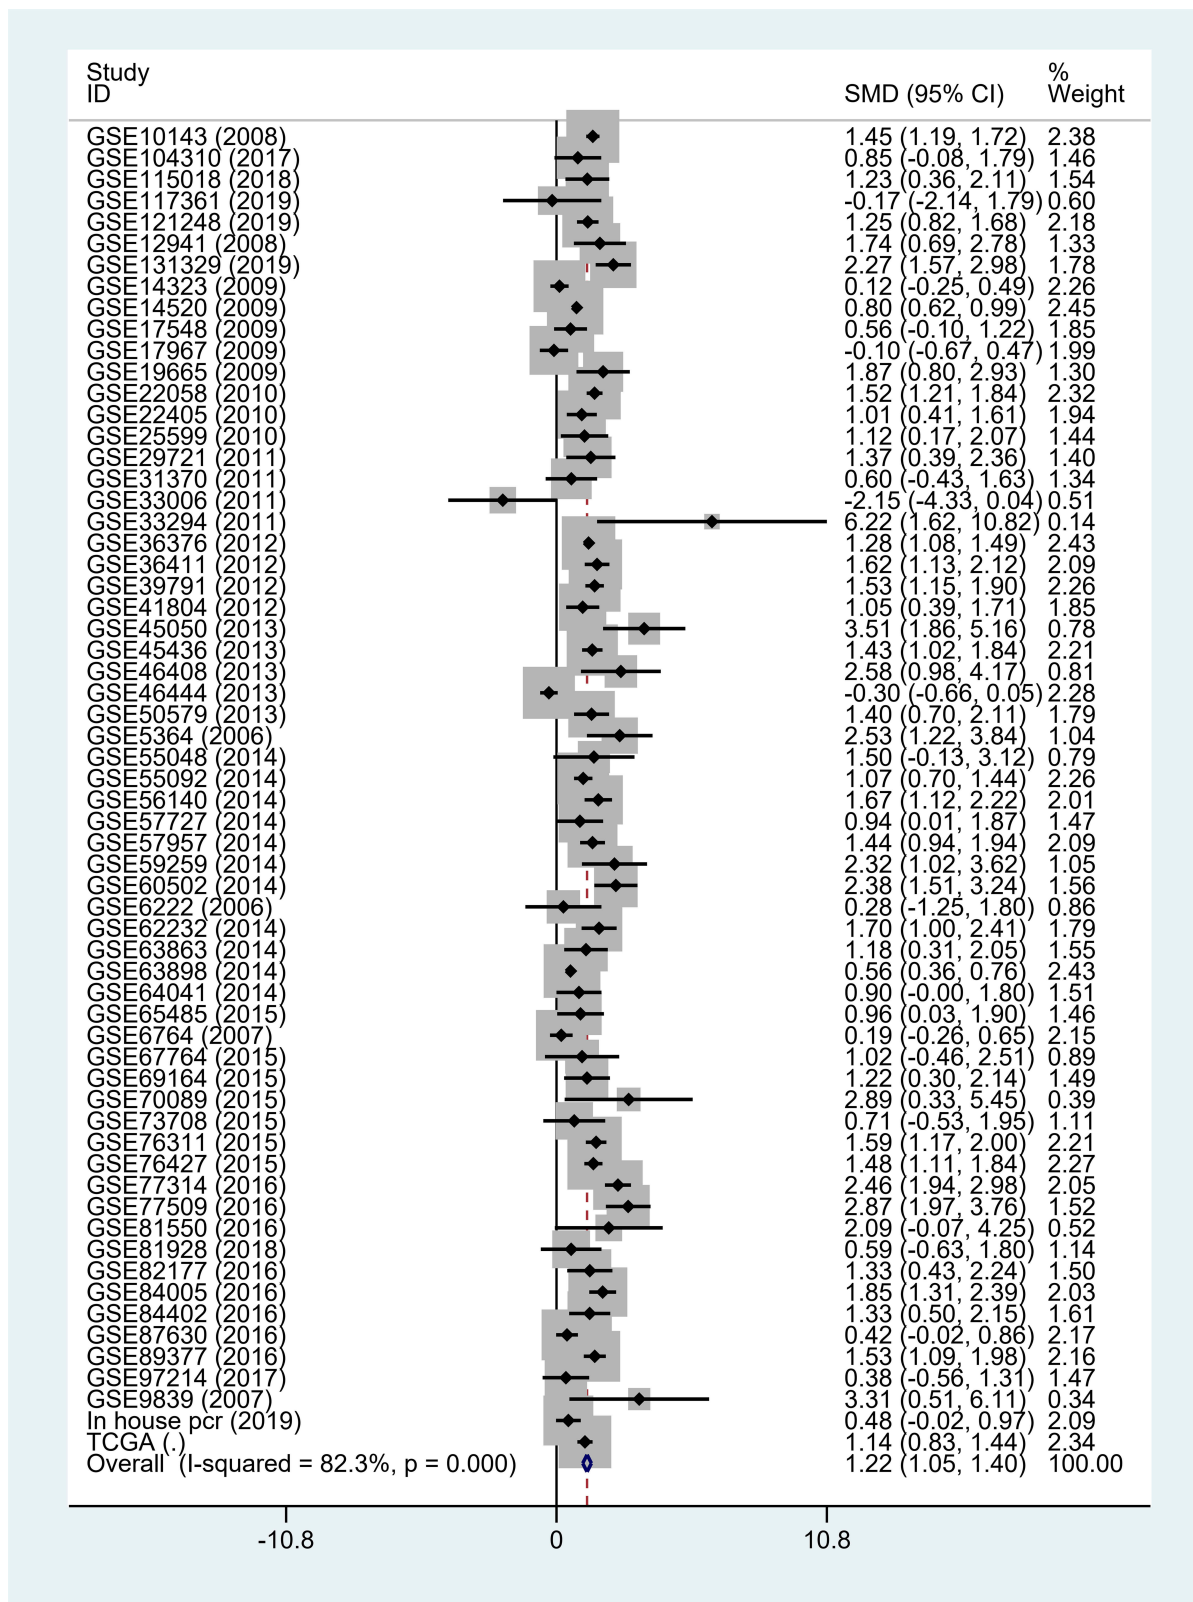 Study % 
ID SMD (95% CI) Weight
GSE10143 (2008) 1.45 (1.19, 1.72) 2.38
GSE104310 (2017) 0.85 (-0.08, 1.79) 1.46
GSE115018 (2018) 1.23 (0.36, 2.11) 1.54
GSE117361 (2019) -0.17 (-2.14, 1.79) 0.60
GSE121248 (2019) 1.25 (0.82, 1.68) 2.18
GSE12941 (2008) 1.74 (0.69, 2.78) 1.33
GSE131329 (2019) 2.27 (1.57, 2.98) 1.78
GSE14323 (2009) 0.12 (-0.25, 0.49) 2.26
GSE14520 (2009) 0.80 (0.62, 0.99) 2.45
GSE17548 (2009) 0.56 (-0.10, 1.22) 1.85
GSE17967 (2009) -0.10 (-0.67, 0.47) 1.99
GSE19665 (2009) 1.87 (0.80, 2.93) 1.30
GSE22058 (2010) 1.52 (1.21, 1.84) 2.32
GSE22405 (2010) 1.01 (0.41, 1.61) 1.94
GSE25599 (2010) 1.12 (0.17, 2.07) 1.44
GSE29721 (2011) 1.37 (0.39, 2.36) 1.40
GSE31370 (2011) 0.60 (-0.43, 1.63) 1.34
GSE33006 (2011) -2.15 (-4.33, 0.04) 0.51
GSE33294 (2011) 6.22 (1.62, 10.82) 0.14
GSE36376 (2012) 1.28 (1.08, 1.49) 2.43
GSE36411 (2012) 1.62 (1.13, 2.12) 2.09
GSE39791 (2012) 1.53 (1.15, 1.90) 2.26
GSE41804 (2012) 1.05 (0.39, 1.71) 1.85
GSE45050 (2013) 3.51 (1.86, 5.16) 0.78
GSE45436 (2013) 1.43 (1.02, 1.84) 2.21
GSE46408 (2013) 2.58 (0.98, 4.17) 0.81
GSE46444 (2013) -0.30 (-0.66, 0.05) 2.28
GSE50579 (2013) 1.40 (0.70, 2.11) 1.79
GSE5364 (2006) 2.53 (1.22, 3.84) 1.04
GSE55048 (2014) 1.50 (-0.13, 3.12) 0.79
GSE55092 (2014) 1.07 (0.70, 1.44) 2.26
GSE56140 (2014) 1.67 (1.12, 2.22) 2.01
GSE57727 (2014) 0.94 (0.01, 1.87) 1.47
GSE57957 (2014) 1.44 (0.94, 1.94) 2.09
GSE59259 (2014) 2.32 (1.02, 3.62) 1.05
GSE60502 (2014) 2.38 (1.51, 3.24) 1.56
GSE6222 (2006) 0.28 (-1.25, 1.80) 0.86
GSE62232 (2014) 1.70 (1.00, 2.41) 1.79
GSE63863 (2014) 1.18 (0.31, 2.05) 1.55
GSE63898 (2014) 0.56 (0.36, 0.76) 2.43
GSE64041 (2014) 0.90 (-0.00, 1.80) 1.51
GSE65485 (2015) 0.96 (0.03, 1.90) 1.46
GSE6764 (2007) 0.19 (-0.26, 0.65) 2.15
GSE67764 (2015) 1.02 (-0.46, 2.51) 0.89
GSE69164 (2015) 1.22 (0.30, 2.14) 1.49
GSE70089 (2015) 2.89 (0.33, 5.45) 0.39
GSE73708 (2015) 0.71 (-0.53, 1.95) 1.11
GSE76311 (2015) 1.59 (1.17, 2.00) 2.21
GSE76427 (2015) 1.48 (1.11, 1.84) 2.27
GSE77314 (2016) 2.46 (1.94, 2.98) 2.05
GSE77509 (2016) 2.87 (1.97, 3.76) 1.52
GSE81550 (2016) 2.09 (-0.07, 4.25) 0.52
GSE81928 (2018) 0.59 (-0.63, 1.80) 1.14
GSE82177 (2016) 1.33 (0.43, 2.24) 1.50
GSE84005 (2016) 1.85 (1.31, 2.39) 2.03
GSE84402 (2016) 1.33 (0.50, 2.15) 1.61
GSE87630 (2016) 0.42 (-0.02, 0.86) 2.17
GSE89377 (2016) 1.53 (1.09, 1.98) 2.16
GSE97214 (2017) 0.38 (-0.56, 1.31) 1.47
GSE9839 (2007) 3.31 (0.51, 6.11) 0.34
In house pcr (2019) 0.48 (-0.02, 0.97) 2.09
TCGA (.) 1.14 (0.83, 1.44) 2.34
Overall (I-squared = 82.3%, p = 0.000) 1.22 (1.05, 1.40) 100.00
-10.8 0 10.8